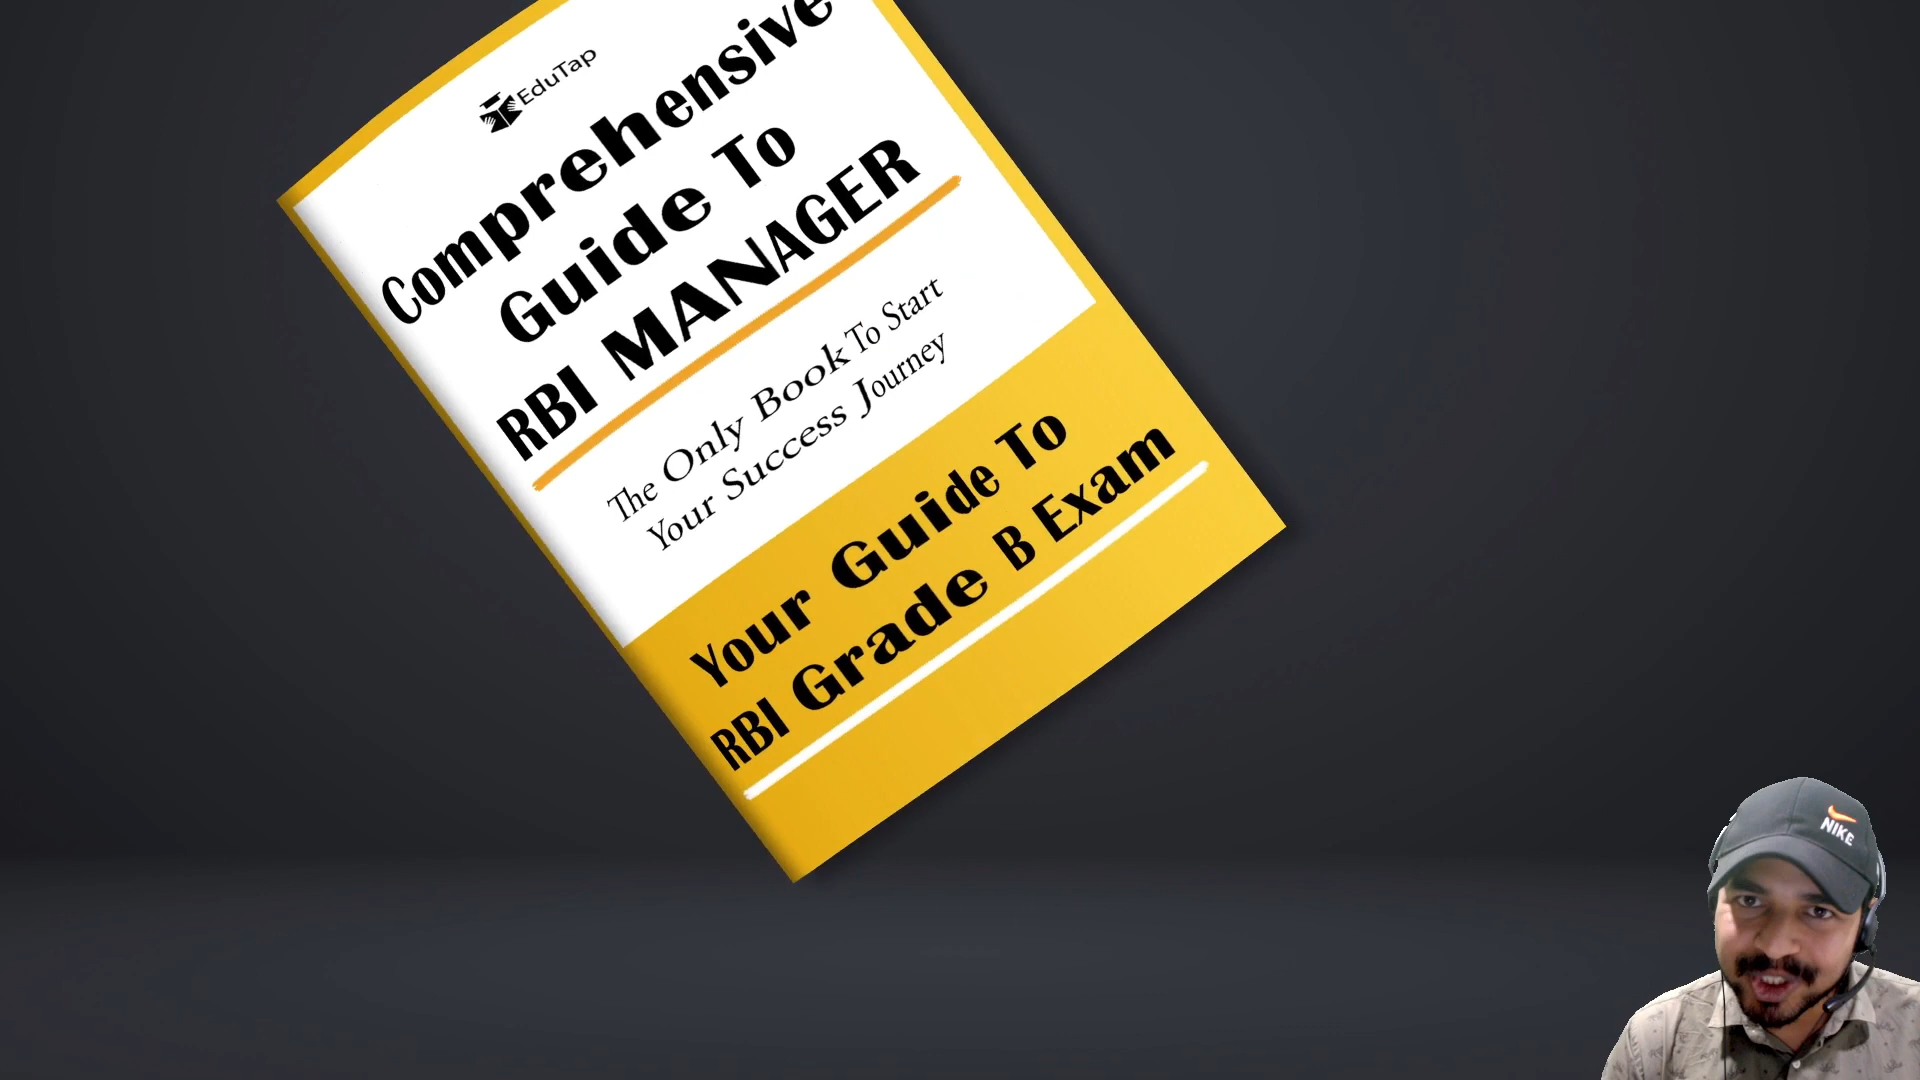 EduTap
Comprehensive
Guide To
RBI MANAGER
The Only Book To Start
Your Success Journey
Your Guide To
RBI Grade B Exam
NIKE